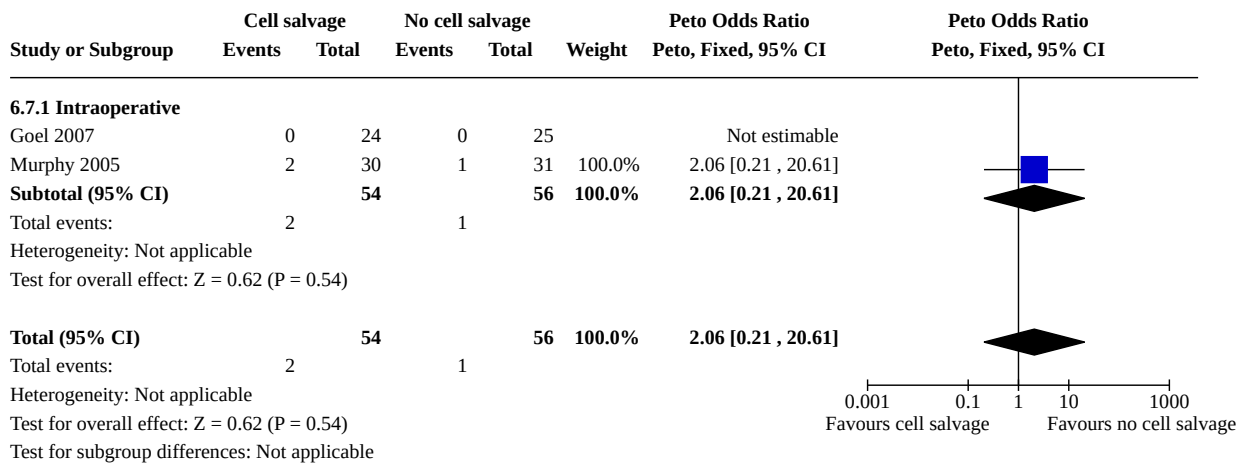 Cell salvage No cell salvage Peto Odds Ratio Peto Odds Ratio
Study or Subgroup Events Total Events Total Weight Peto, Fixed, 95% CI Peto, Fixed, 95% CI
6.7.1 Intraoperative
Goel 2007 0 24 0 25 Not estimable
Murphy 2005 2 30 1 31 100.0% 2.06 [0.21 , 20.61]
Subtotal (95% CI) 54 56 100.0% 2.06 [0.21 , 20.61]
Total events: 2 1
Heterogeneity: Not applicable
Test for overall effect: Z = 0.62 (P = 0.54)
Total (95% CI) 54 56 100.0% 2.06 [0.21 , 20.61]
Total events: 2 1
Heterogeneity: Not applicable
Test for overall effect: Z = 0.62 (P = 0.54)
Test for subgroup differences: Not applicable
0.001 0.1 1 10 1000
Favours cell salvage Favours no cell salvage